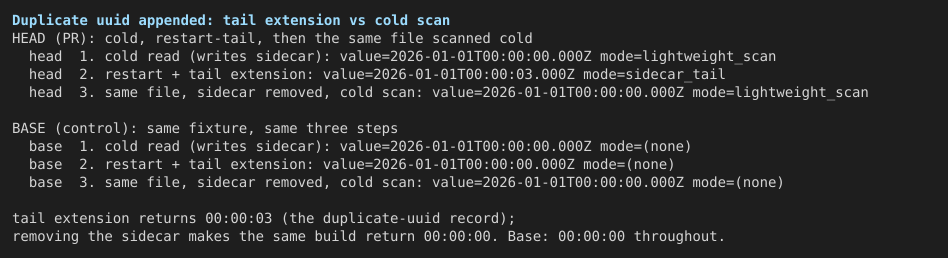 Duplicate uuid appended: tail extension vs cold scan
HEAD (PR): cold, restart-tail, then the same file scanned cold
  head  1. cold read (writes sidecar): value=2026-01-01T00:00:00.000Z mode=lightweight_scan
  head  2. restart + tail extension: value=2026-01-01T00:00:03.000Z mode=sidecar_tail
  head  3. same file, sidecar removed, cold scan: value=2026-01-01T00:00:00.000Z mode=lightweight_scan

BASE (control): same fixture, same three steps
  base  1. cold read (writes sidecar): value=2026-01-01T00:00:00.000Z mode=(none)
  base  2. restart + tail extension: value=2026-01-01T00:00:00.000Z mode=(none)
  base  3. same file, sidecar removed, cold scan: value=2026-01-01T00:00:00.000Z mode=(none)

tail extension returns 00:00:03 (the duplicate-uuid record);
removing the sidecar makes the same build return 00:00:00. Base: 00:00:00 throughout.